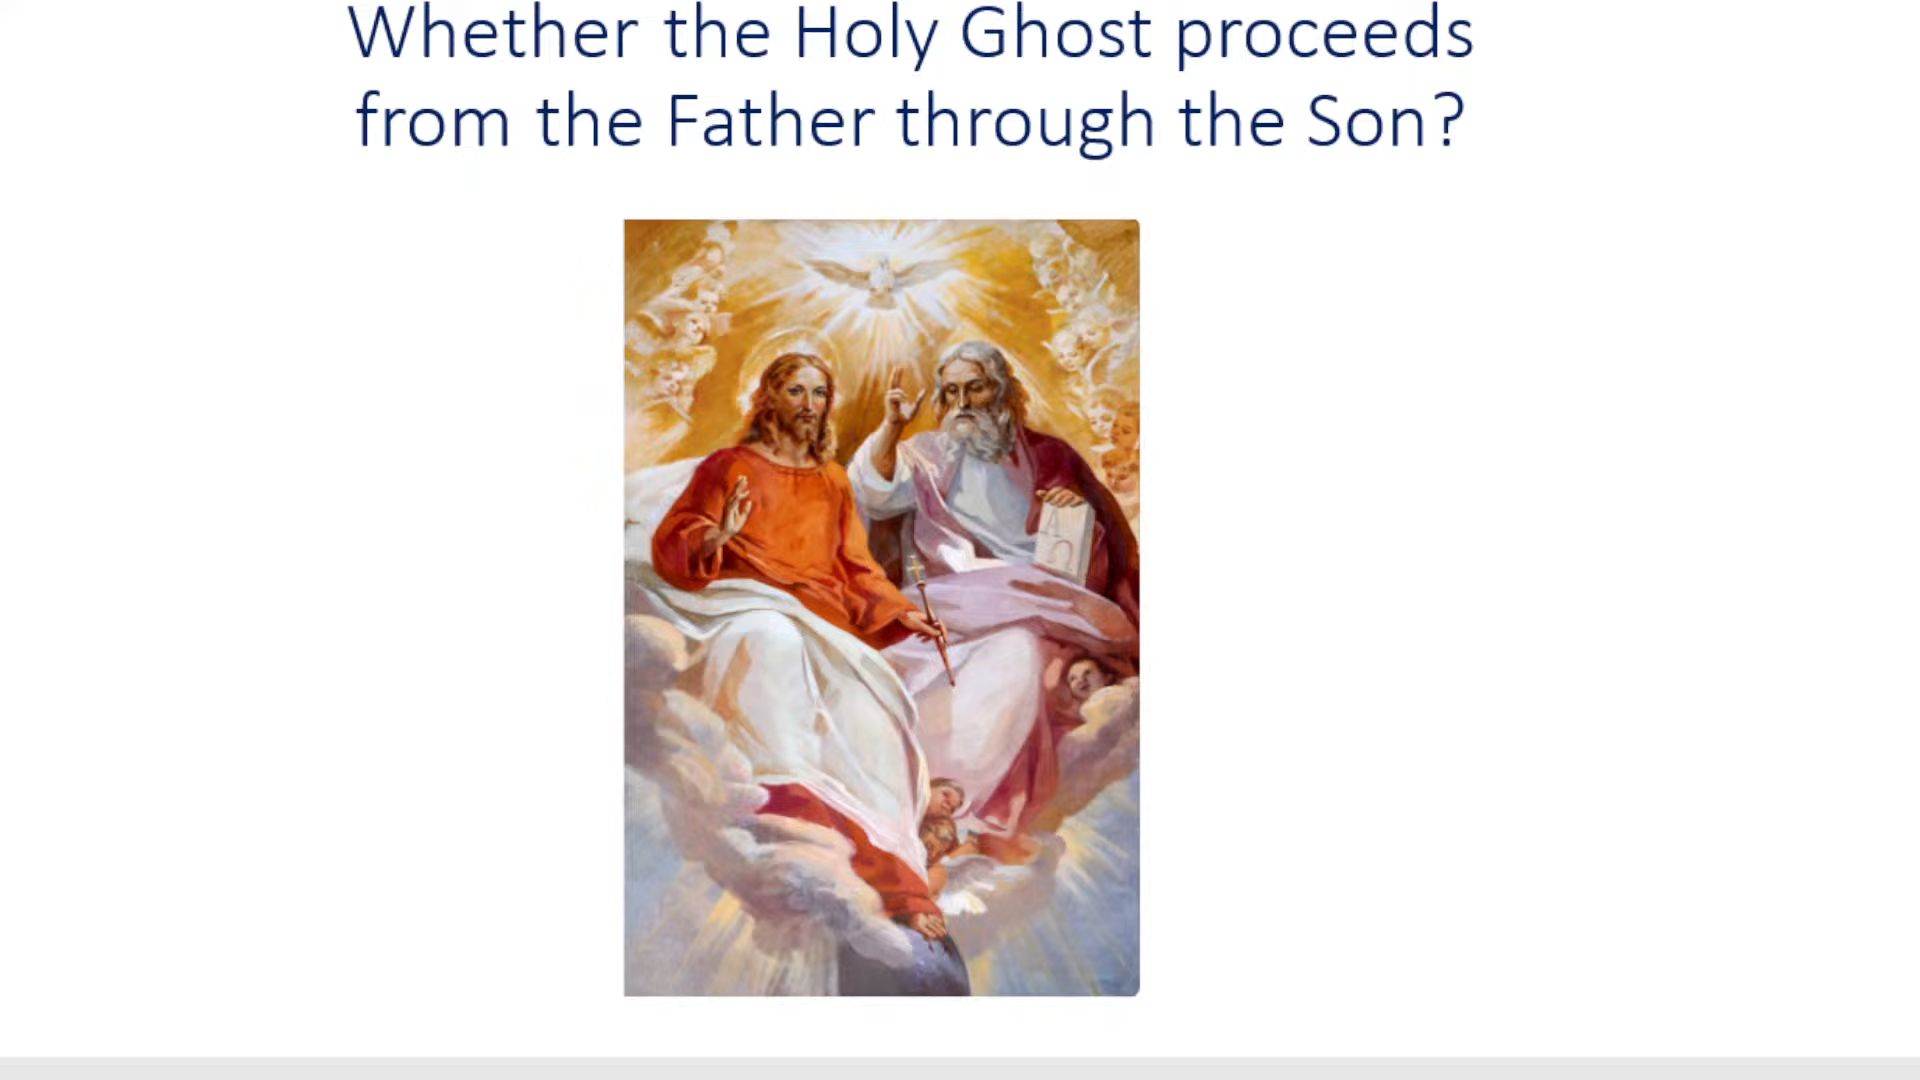 Whether the Holy Ghost proceeds
from the Father through the Son?
A
Ω